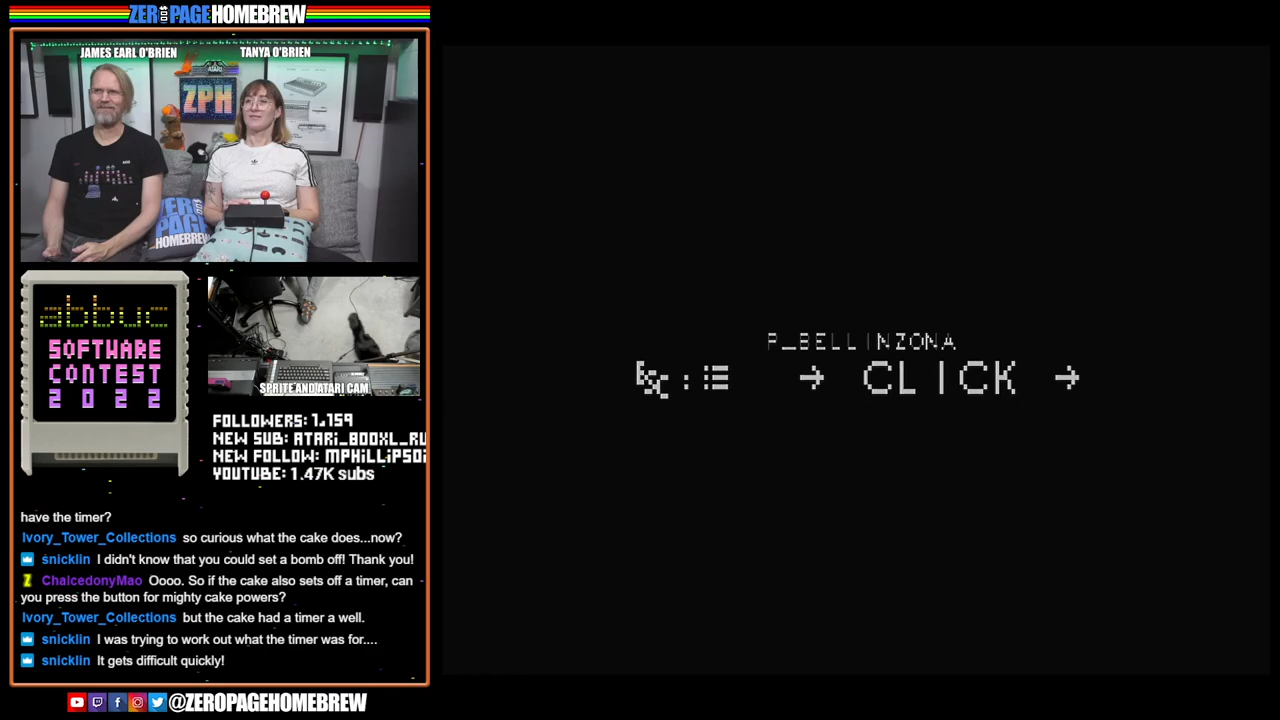 ZEROPAGE HOMEBREW
JAMES EARL O'BRIEN
TANYA O'BRIEN
ATARI
ZPH
ZERO
PAGE
HOMEBREW
abbuc
SOFTWARE
CONTEST
2022
SPRITE AND ATARI CAM
FOLLOWERS: 1,159
NEW SUB: ATARI_800XL_RU
NEW FOLLOW: MPHILLIPSOI
YOUTUBE: 1.47K subs
have the timer?
Ivory_Tower_Collections so curious what the cake does...now?
snicklin I didn't know that you could set a bomb off! Thank you!
ChalcedonyMao Oooo. So if the cake also sets off a timer, can
you press the button for mighty cake powers?
Ivory_Tower_Collections but the cake had a timer a well.
snicklin I was trying to work out what the timer was for....
snicklin It gets difficult quickly!
@ZEROPAGEHOMEBREW
P_BELLINZONA
→ CLICK →